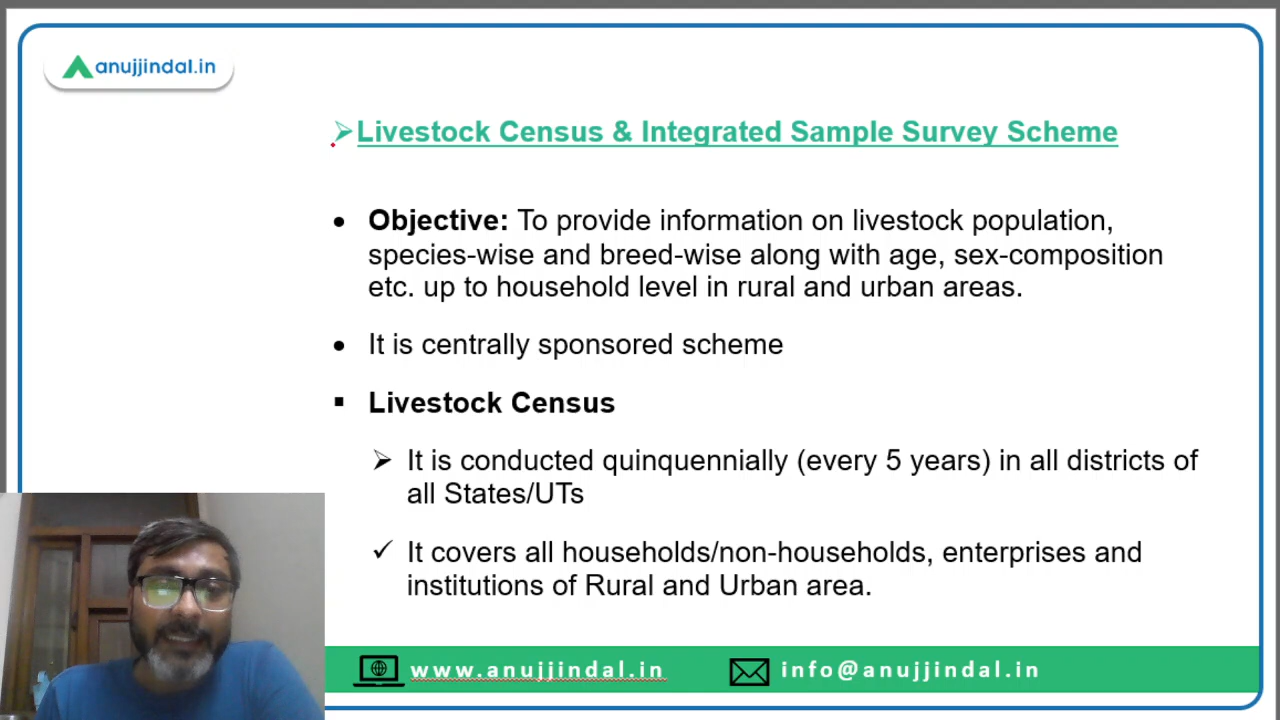 anujjindal.in
Livestock Census & Integrated Sample Survey Scheme
Objective: To provide information on livestock population,
species-wise and breed-wise along with age, sex-composition
etc. up to household level in rural and urban areas.
It is centrally sponsored scheme
Livestock Census
It is conducted quinquennially (every 5 years) in all districts of
all States/UTs
It covers all households/non-households, enterprises and
institutions of Rural and Urban area.
www.anujjindal.in
info@anujjindal.in